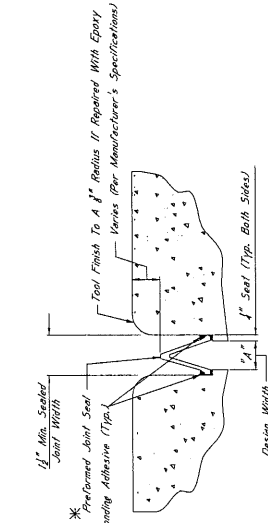 Tool Finish To A ⅛" Radius If Repaired With Epoxy
Varies (Per Manufacturer's Specifications)
1½" Min. Sealed
Joint Width
* Preformed Joint Seal
Bonding Adhesive (Typ.)
"A"
Seat (Typ. Both Sides)
Design Width